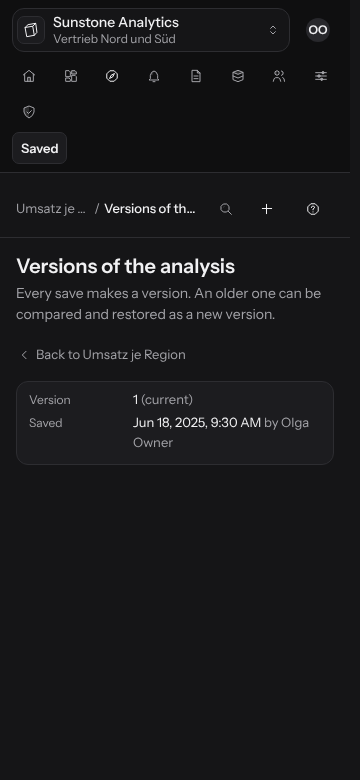 Sunstone Analytics
Vertrieb Nord und Süd
OO
Saved
Umsatz je ... / Versions of th...
Versions of the analysis
Every save makes a version. An older one can be
compared and restored as a new version.
Back to Umsatz je Region
Version 1 (current)
Saved Jun 18, 2025, 9:30 AM by Olga
Owner